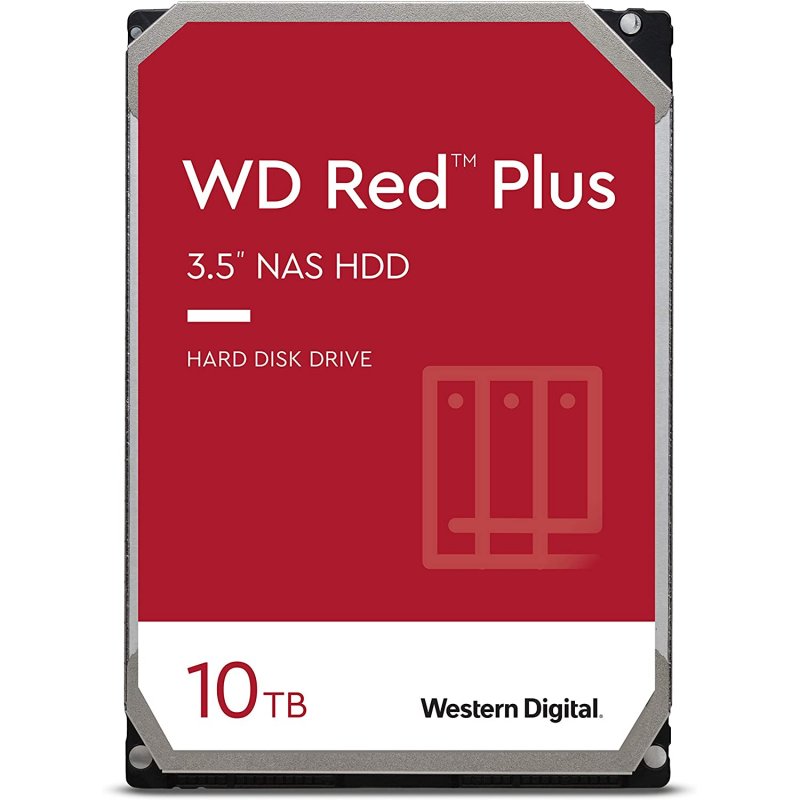 WD Red™ Plus
3.5" NAS HDD
HARD DISK DRIVE
10TB
Western Digital.